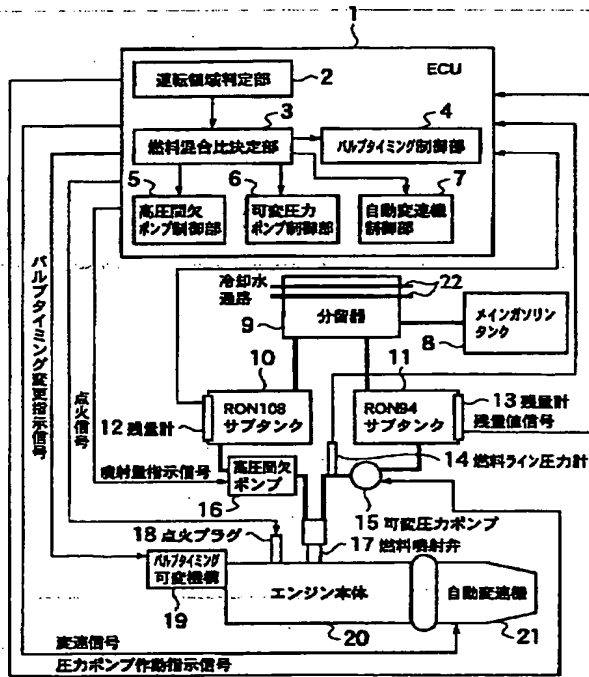 1
ECU
運転領域判定部
2
3
燃料混合比決定部
4
バルブタイミング制御部
5
高圧間欠
ポンプ制御部
6
可変圧力
ポンプ制御部
7
自動変速機
制御部
冷却水
通路
22
9
分留器
メインガソリン
タンク
8
10
RON108
サブタンク
11
RON94
サブタンク
12 残量計
13 残量計
残量値信号
14 燃料ライン圧力計
噴射量指示信号
高圧間欠
ポンプ
16
15 可変圧力ポンプ
17 燃料噴射弁
18 点火プラグ
バルブタイミング
可変機構
19
エンジン本体
20
自動変速機
21
変速信号
圧力ポンプ作動指示信号
バルブタイミング変更指示信号
点火信号